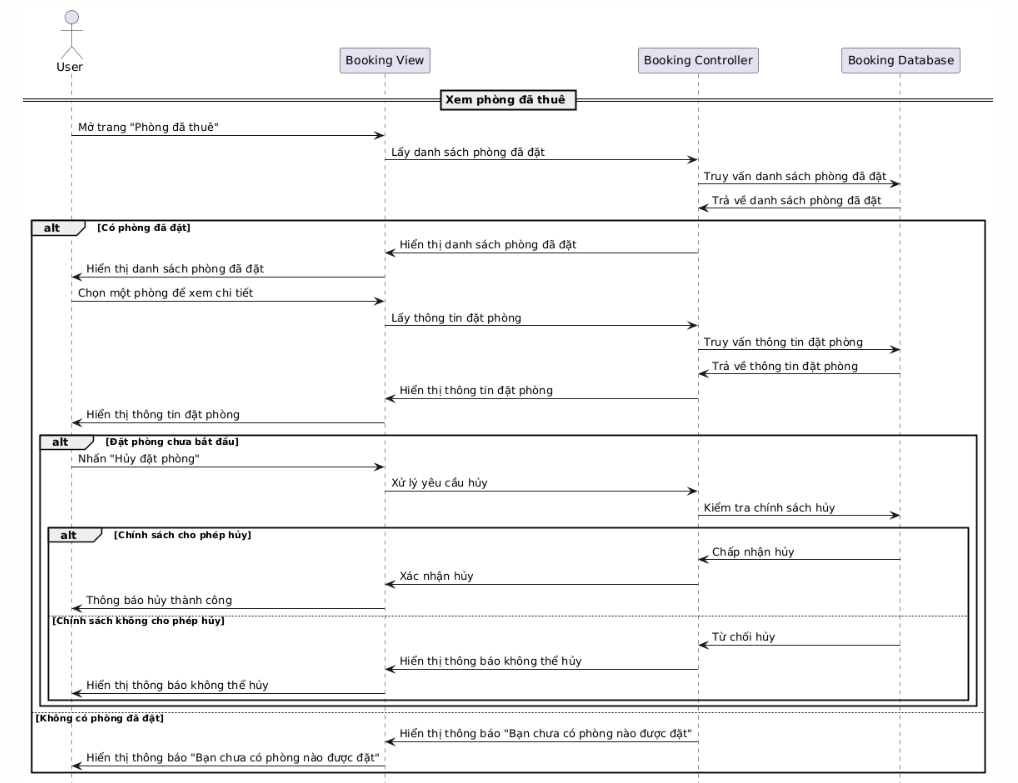 User
Booking View
Booking Controller
Booking Database
Xem phòng đã thuê
Mở trang "Phòng đã thuê"
Lấy danh sách phòng đã đặt
Truy vấn danh sách phòng đã đặt
Trả về danh sách phòng đã đặt
alt [Có phòng đã đặt]
Hiển thị danh sách phòng đã đặt
Hiển thị danh sách phòng đã đặt
Chọn một phòng để xem chi tiết
Lấy thông tin đặt phòng
Truy vấn thông tin đặt phòng
Trả về thông tin đặt phòng
Hiển thị thông tin đặt phòng
Hiển thị thông tin đặt phòng
alt [Đặt phòng chưa bắt đầu]
Nhấn "Hủy đặt phòng"
Xử lý yêu cầu hủy
Kiểm tra chính sách hủy
alt [Chính sách cho phép hủy]
Chấp nhận hủy
Xác nhận hủy
Thông báo hủy thành công
[Chính sách không cho phép hủy]
Từ chối hủy
Hiển thị thông báo không thể hủy
Hiển thị thông báo không thể hủy
[Không có phòng đã đặt]
Hiển thị thông báo "Bạn chưa có phòng nào được đặt"
Hiển thị thông báo "Bạn chưa có phòng nào được đặt"